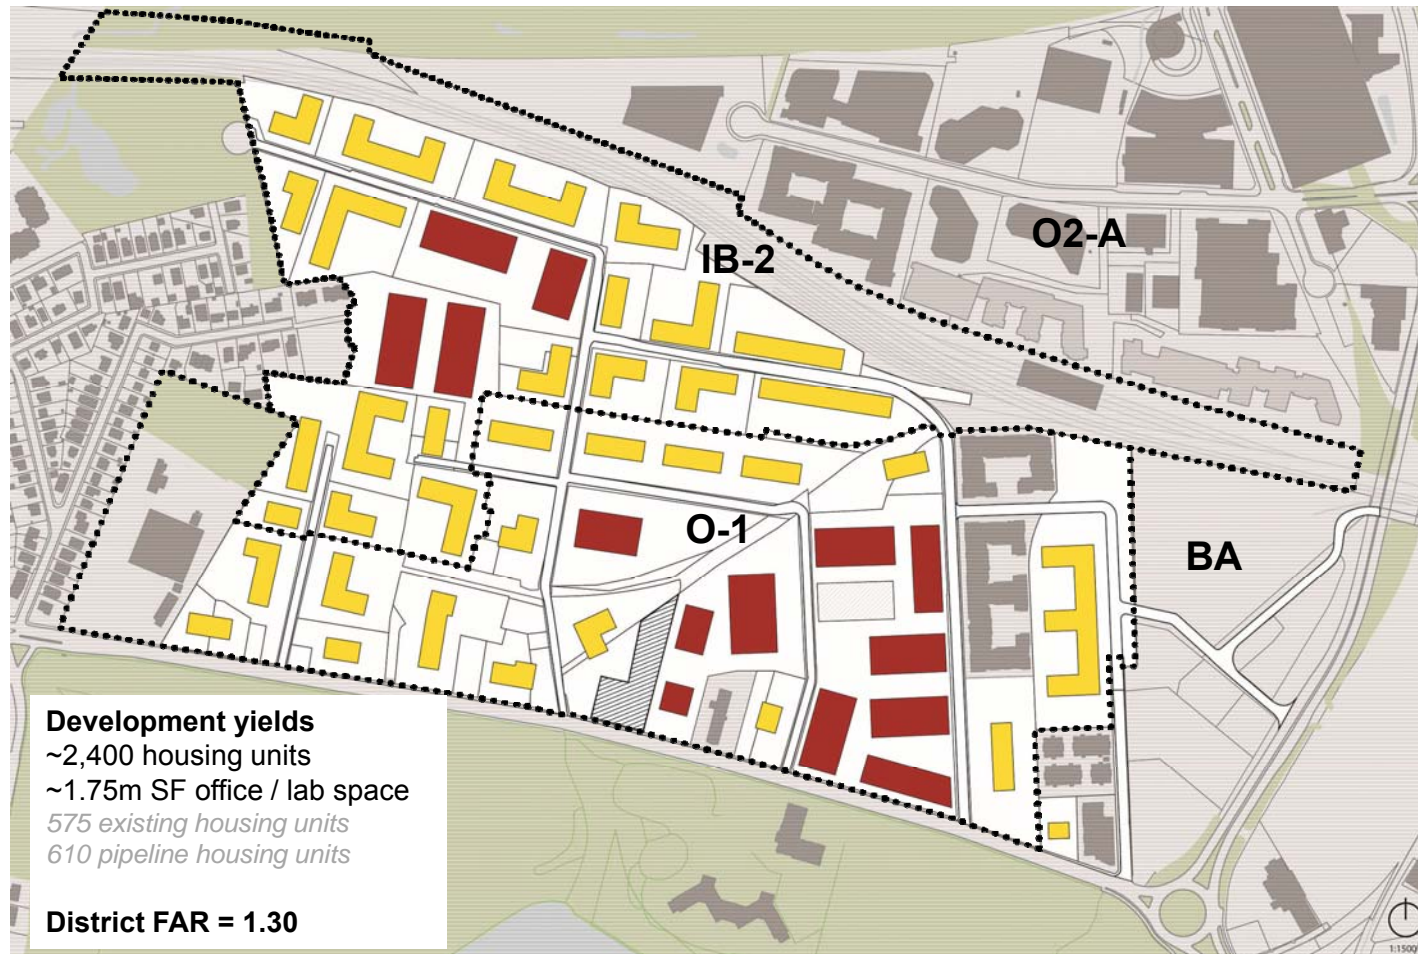 O2-A
IB-2
O-1
BA
Development yields
~2,400 housing units
~1.75m SF office / lab space
575 existing housing units
610 pipeline housing units
District FAR = 1.30